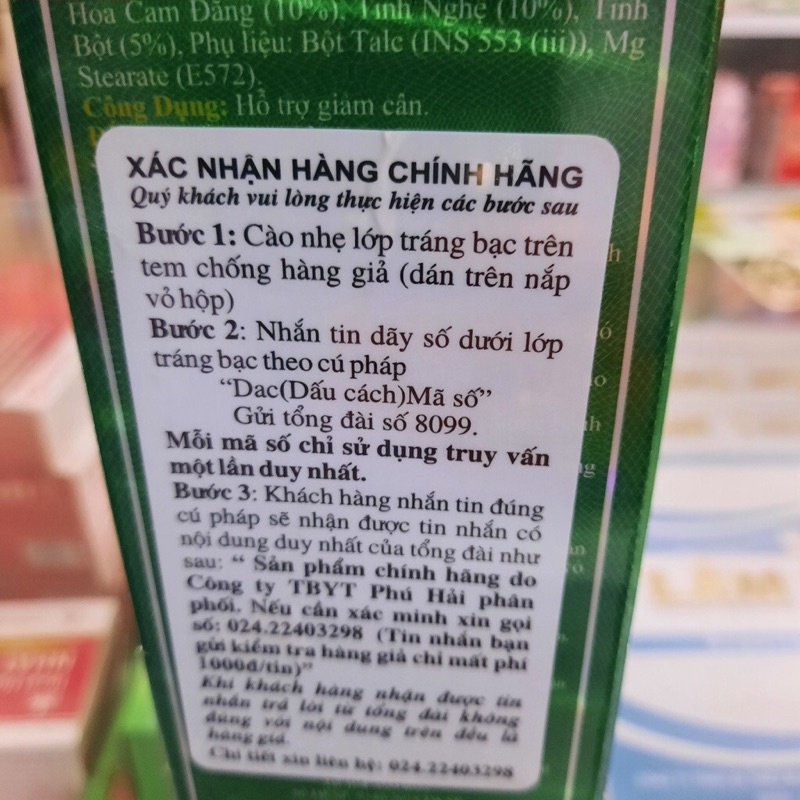 Hoa Cam Đắng (10%). Tinh Nghệ (10%), Tinh
Bột (5%), Phụ liệu: Bột Talc (INS 553 (iii)), Mg
Stearate (E572).
Công Dụng: Hỗ trợ giảm cân.
XÁC NHẬN HÀNG CHÍNH HÃNG
Quý khách vui lòng thực hiện các bước sau
Bước 1: Cào nhẹ lớp tráng bạc trên
tem chống hàng giả (dán trên nắp
vỏ hộp)
Bước 2: Nhắn tin dãy số dưới lớp
tráng bạc theo cú pháp
“Dac(Dấu cách)Mã số”
Gửi tổng đài số 8099.
Mỗi mã số chỉ sử dụng truy vấn
một lần duy nhất.
Bước 3: Khách hàng nhắn tin đúng
cú pháp sẽ nhận được tin nhắn có
nội dung duy nhất của tổng đài như
sau: “ Sản phẩm chính hãng do
Công ty TBYT Phú Hải phân
phối. Nếu cần xác minh xin gọi
số: 024.22403298 (Tin nhắn bạn
gửi kiểm tra hàng giả chỉ mất phí
1000đ/tin)”
Khi khách hàng nhận được tin
nhắn trả lời từ tổng đài không
đúng với nội dung trên đều là
hàng giả.
Chi tiết xin liên hệ: 024.22403298